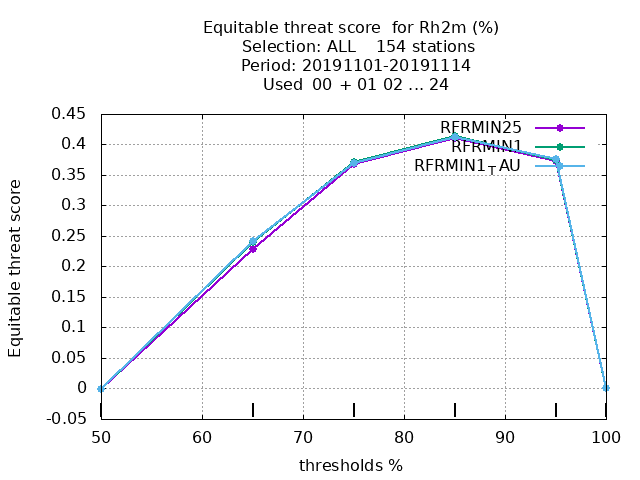 Equitable threat score  for Rh2m (%)
Selection: ALL    154 stations
Period: 20191101-20191114
Used  00  + 01 02 ... 24
0.45
0.4
0.35
0.3
0.25
0.2
0.15
0.1
0.05
0
-0.05
Equitable threat score
RFRMIN25
RFRMIN1
RFRMIN1TAU
50 60 70 80 90 100
thresholds %